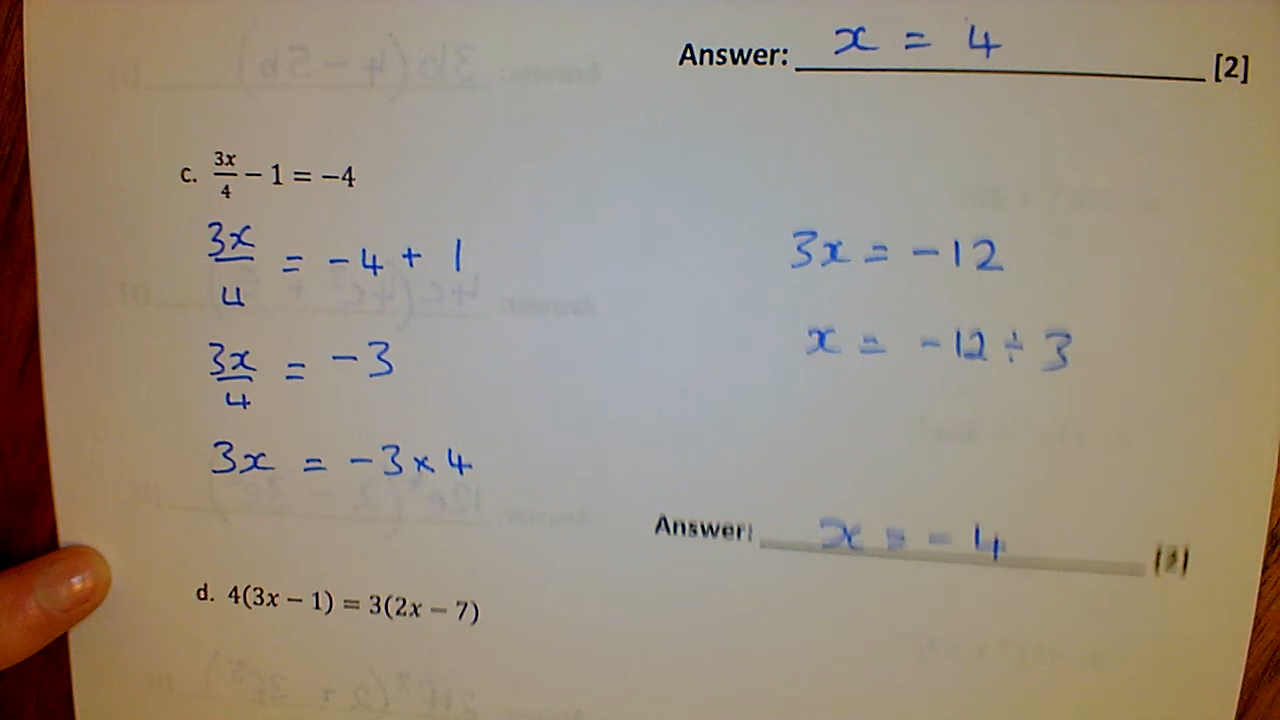 Answer: x = 4 [2]
c. 3x/4 − 1 = −4
3x/4 = -4 + 1
3x/4 = -3
3x = -3 × 4
3x = -12
x = -12 ÷ 3
Answer: x = -4
d. 4(3x − 1) = 3(2x − 7)